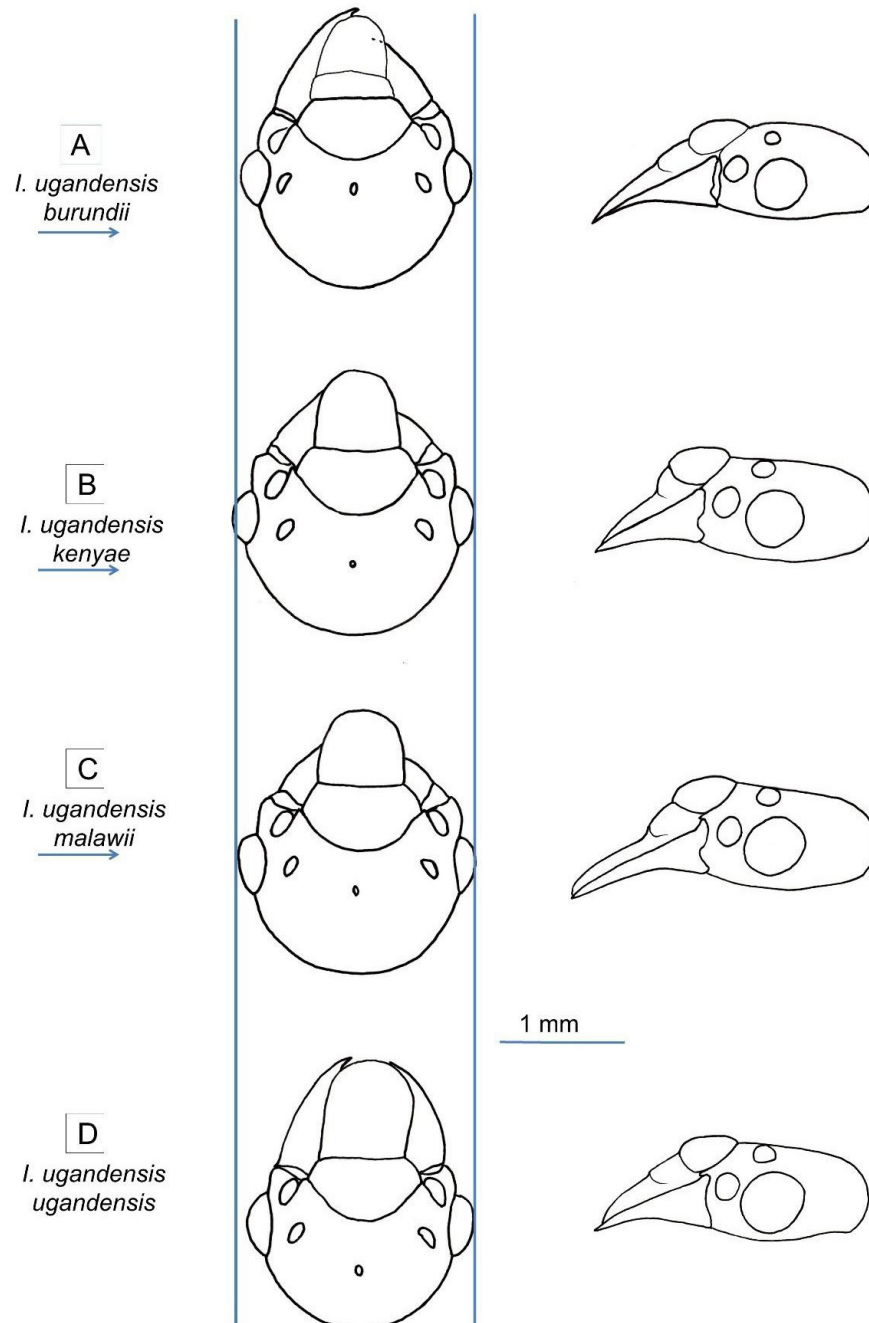 A
I. ugandensis
burundii
B
I. ugandensis
kenyae
C
I. ugandensis
malawii
1 mm
D
I. ugandensis
ugandensis